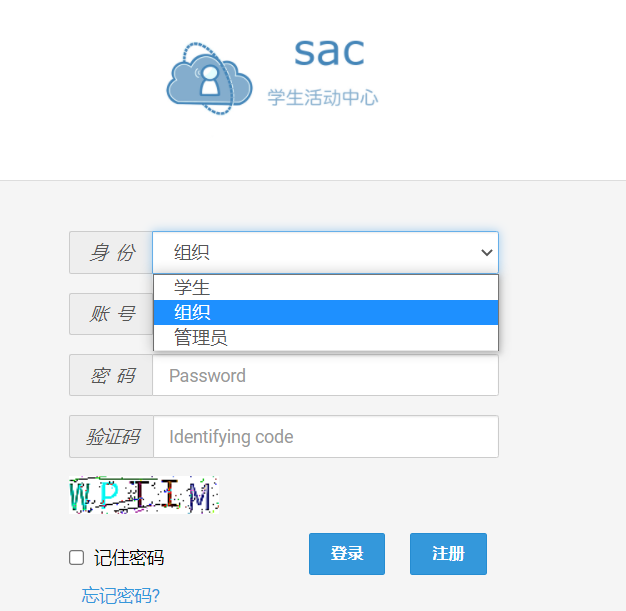 sac
学生活动中心
身 份 组织
学生
组织
账 号
管理员
密 码 Password
验证码 Identifying code
WPIIM
记住密码 登录 注册
忘记密码?